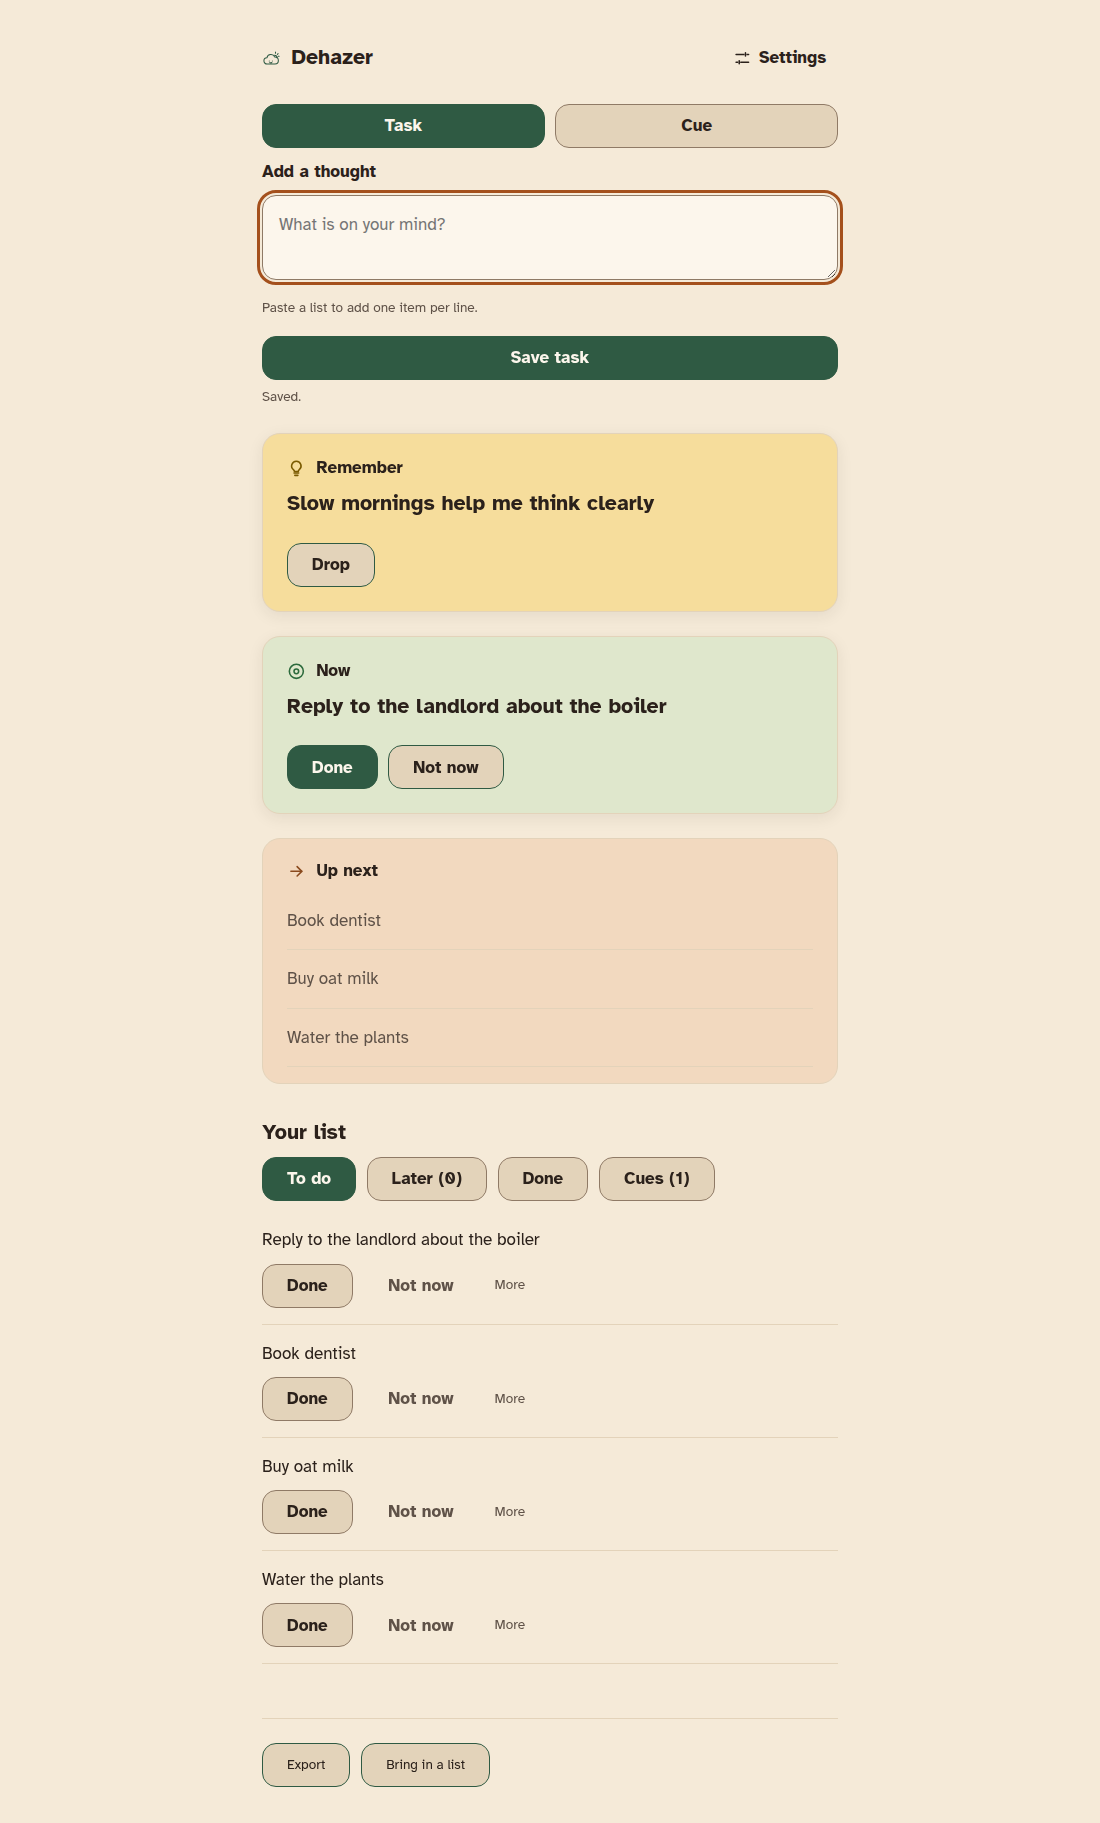 Dehazer
Settings
Task
Cue
Add a thought
What is on your mind?
Paste a list to add one item per line.
Save task
Saved.
Remember
Slow mornings help me think clearly
Drop
Now
Reply to the landlord about the boiler
Done
Not now
Up next
Book dentist
Buy oat milk
Water the plants
Your list
To do
Later (0)
Done
Cues (1)
Reply to the landlord about the boiler
Done
Not now
More
Book dentist
Done
Not now
More
Buy oat milk
Done
Not now
More
Water the plants
Done
Not now
More
Export
Bring in a list